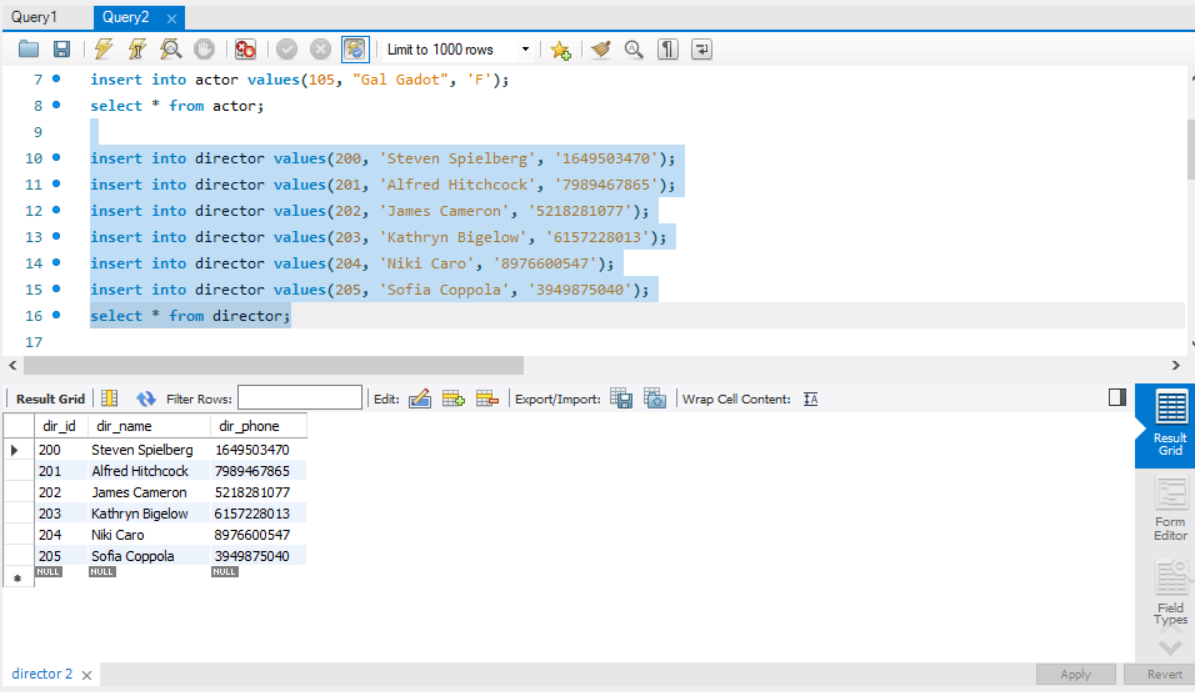 Query1 Query2 ×
Limit to 1000 rows
7 insert into actor values(105, "Gal Gadot", 'F');
8 select * from actor;
9
10 insert into director values(200, 'Steven Spielberg', '1649503470');
11 insert into director values(201, 'Alfred Hitchcock', '7989467865');
12 insert into director values(202, 'James Cameron', '5218281077');
13 insert into director values(203, 'Kathryn Bigelow', '6157228013');
14 insert into director values(204, 'Niki Caro', '8976600547');
15 insert into director values(205, 'Sofia Coppola', '3949875040');
16 select * from director;
17
Result Grid Filter Rows: Edit: Export/Import: Wrap Cell Content: IA
dir_id dir_name dir_phone
200 Steven Spielberg 1649503470
201 Alfred Hitchcock 7989467865
202 James Cameron 5218281077
203 Kathryn Bigelow 6157228013
204 Niki Caro 8976600547
205 Sofia Coppola 3949875040
NULL NULL NULL
Result
Grid
Form
Editor
Field
Types
director 2 × Apply Revert